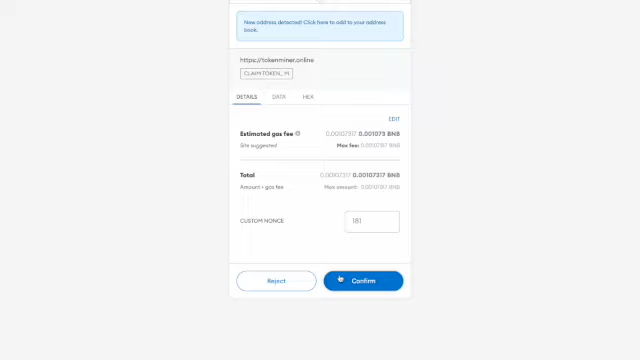 New address detected! Click here to add to your address
book.
https://tokenminer.online
CLAIMTOKEN_M
DETAILS DATA HEX
EDIT
Estimated gas fee 0.00107317 0.001073 BNB
Site suggested Max fee: 0.00107317 BNB
Total 0.00107317 0.00107317 BNB
Amount + gas fee Max amount: 0.00107317 BNB
CUSTOM NONCE 181
Reject Confirm